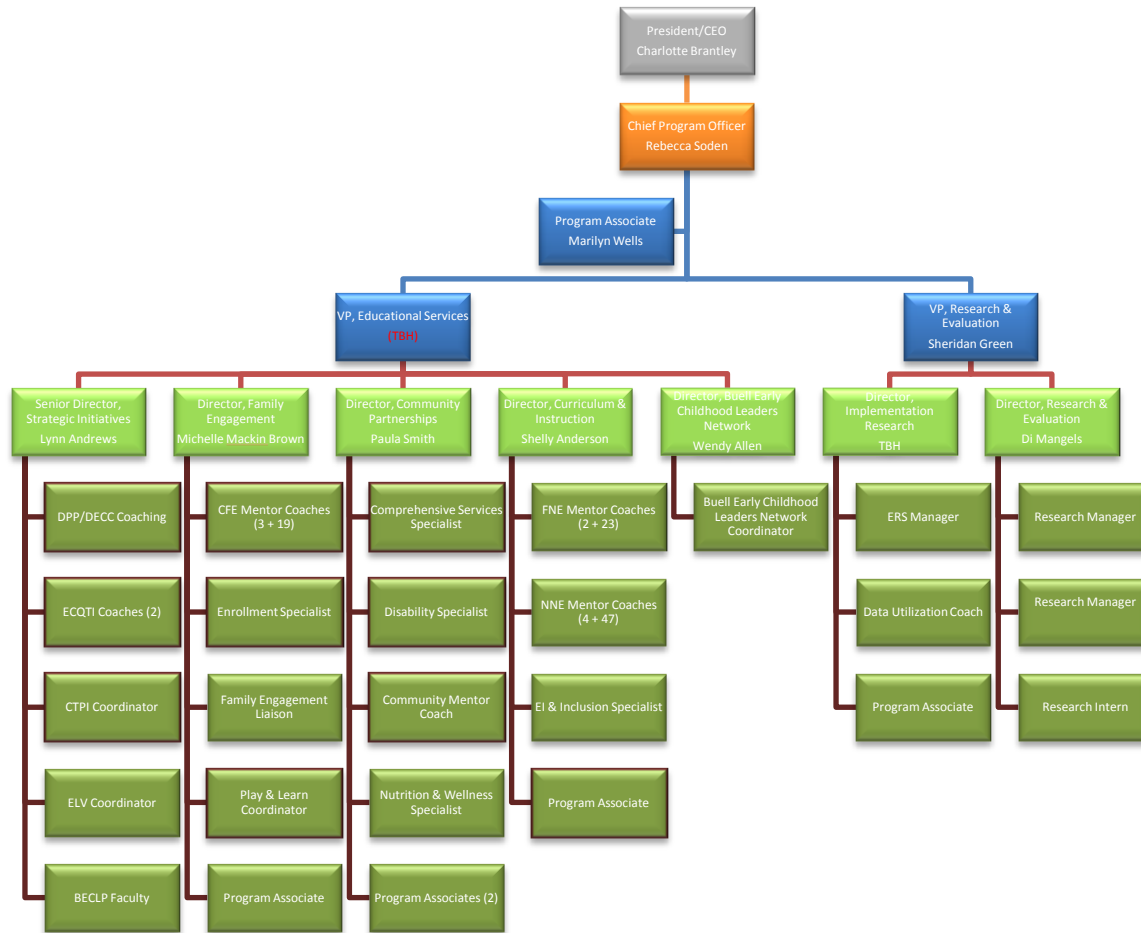 President/CEO
Charlotte Brantley
Chief Program Officer
Rebecca Soden
Program Associate
Marilyn Wells
VP, Educational Services
(TBH)
VP, Research &
Evaluation
Sheridan Green
Senior Director,
Strategic Initiatives
Lynn Andrews
Director, Family
Engagement
Michelle Mackin Brown
Director, Community
Partnerships
Paula Smith
Director, Curriculum &
Instruction
Shelly Anderson
Director, Buell Early
Childhood Leaders
Network
Wendy Allen
Director,
Implementation
Research
TBH
Director, Research &
Evaluation
Di Mangels
DPP/DECC Coaching
CFE Mentor Coaches
(3 + 19)
Comprehensive Services
Specialist
FNE Mentor Coaches
(2 + 23)
Buell Early Childhood
Leaders Network
Coordinator
ERS Manager
Research Manager
ECQTI Coaches (2)
Enrollment Specialist
Disability Specialist
NNE Mentor Coaches
(4 + 47)
Data Utilization Coach
Research Manager
CTPI Coordinator
Family Engagement
Liaison
Community Mentor
Coach
EI & Inclusion Specialist
Program Associate
Research Intern
ELV Coordinator
Play & Learn
Coordinator
Nutrition & Wellness
Specialist
Program Associate
BECLP Faculty
Program Associate
Program Associates (2)